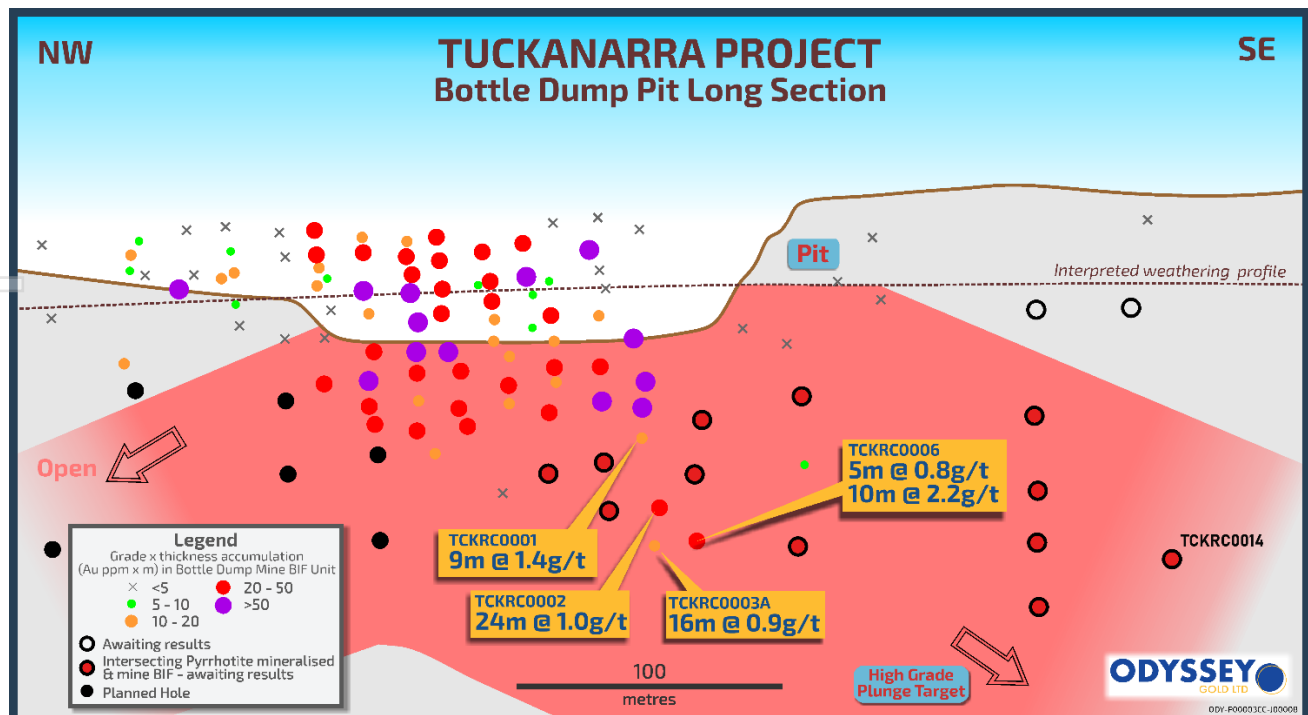 NW
TUCKANARRA PROJECT
Bottle Dump Pit Long Section
SE
Pit
Interpreted weathering profile
Open
TCKRC0006
5m @ 0.8g/t
10m @ 2.2g/t
TCKRC0001
9m @ 1.4g/t
TCKRC0002
24m @ 1.0g/t
TCKRC0003A
16m @ 0.9g/t
TCKRC0014
Legend
Grade x thickness accumulation
(Au ppm x m) in Bottle Dump Mine BIF Unit
<5
20 - 50
5 - 10
>50
10 - 20
Awaiting results
Intersecting Pyrrhotite mineralised
& mine BIF - awaiting results
Planned Hole
100
metres
High Grade
Plunge Target
ODYSSEY
GOLD LTD
ODY-P00003CC-J00008